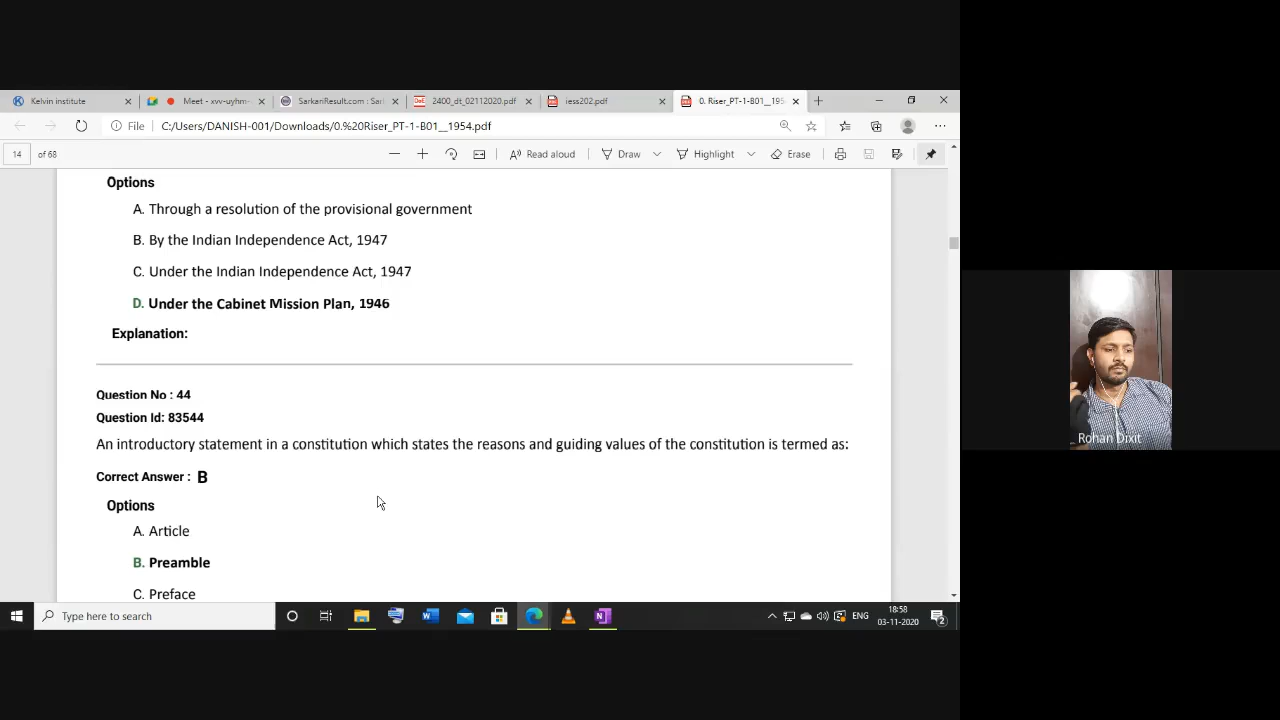 Kelvin institute
Meet - xvv-uyhm-
SarkariResult.com : Sar
2400_dt_02112020.pdf
iess202.pdf
0. Riser_PT-1-B01__195
File
C:/Users/DANISH-001/Downloads/0.%20Riser_PT-1-B01__1954.pdf
14 of 68
Read aloud
Draw
Highlight
Erase
Options
A. Through a resolution of the provisional government
B. By the Indian Independence Act, 1947
C. Under the Indian Independence Act, 1947
D. Under the Cabinet Mission Plan, 1946
Explanation:
Question No : 44
Question Id: 83544
An introductory statement in a constitution which states the reasons and guiding values of the constitution is termed as:
Correct Answer : B
Options
A. Article
B. Preamble
C. Preface
Rohan Dixit
Type here to search
ENG
18:58
03-11-2020
2